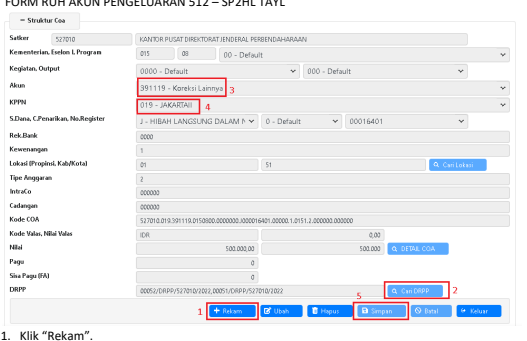 FORM RUH AKUN PENGELUARAN 512 – SP2HL TAYL
Struktur Coa
Satker 527010 KANTOR PUSAT DIREKTORAT JENDERAL PERBENDAHARAAN
Kementerian, Eselon I, Program 015 08 00 - Default
Kegiatan, Output 0000 - Default 000 - Default
Akun 391119 - Koreksi Lainnya 3
KPPN 019 - JAKARTAII 4
S.Dana, C.Penarikan, No.Register J - HIBAH LANGSUNG DALAM N 0 - Default 00016401
Rek.Bank 0000
Kewenangan 1
Lokasi (Propinsi, Kab/Kota) 01 51 Cari Lokasi
Tipe Anggaran 2
IntraCo 000000
Cadangan 000000
Kode COA 527010.019.391119.0150800.0000000.J000016401.00000.1.0151.2.000000.000000
Kode Valas, Nilai Valas IDR 0,00
Nilai 500.000,00 500.000 DETAIL COA
Pagu 0
Sisa Pagu (FA) 0
DRPP 00052/DRPP/527010/2022,00051/DRPP/527010/2022 Cari DRPP 2
5
1 + Rekam Ubah Hapus Simpan Batal Keluar
1. Klik “Rekam”.